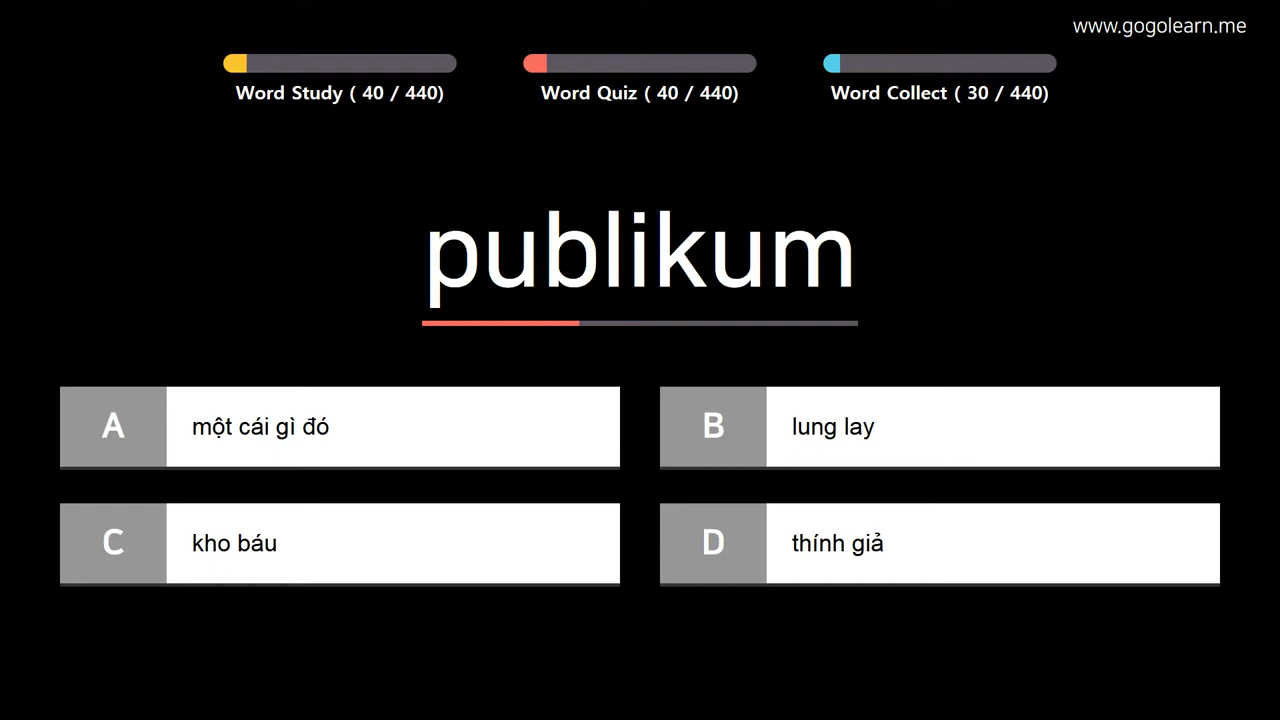 www.gogolearn.me
Word Study ( 40 / 440)
Word Quiz ( 40 / 440)
Word Collect ( 30 / 440)
publikum
A
một cái gì đó
B
lung lay
C
kho báu
D
thính giả